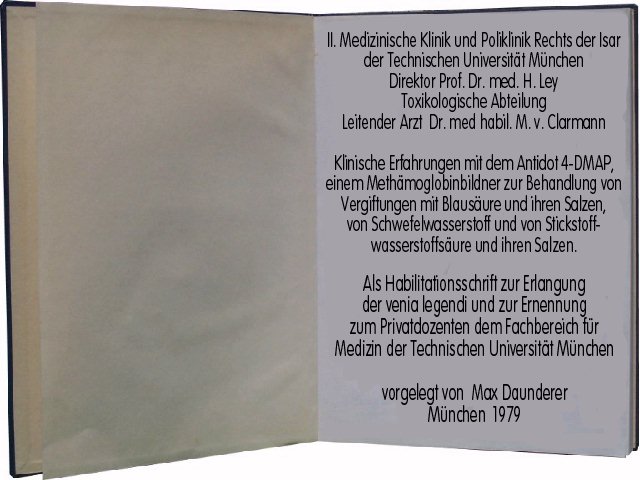 II. Medizinische Klinik und Poliklinik Rechts der Isar
der Technischen Universität München
Direktor Prof. Dr. med. H. Ley
Toxikologische Abteilung
Leitender Arzt Dr. med habil. M. v. Clarmann
Klinische Erfahrungen mit dem Antidot 4-DMAP,
einem Methämoglobinbildner zur Behandlung von
Vergiftungen mit Blausäure und ihren Salzen,
von Schwefelwasserstoff und von Stickstoff-
wasserstoffsäure und ihren Salzen.
Als Habilitationsschrift zur Erlangung
der venia legendi und zur Ernennung
zum Privatdozenten dem Fachbereich für
Medizin der Technischen Universität München
vorgelegt von Max Daunderer
München 1979